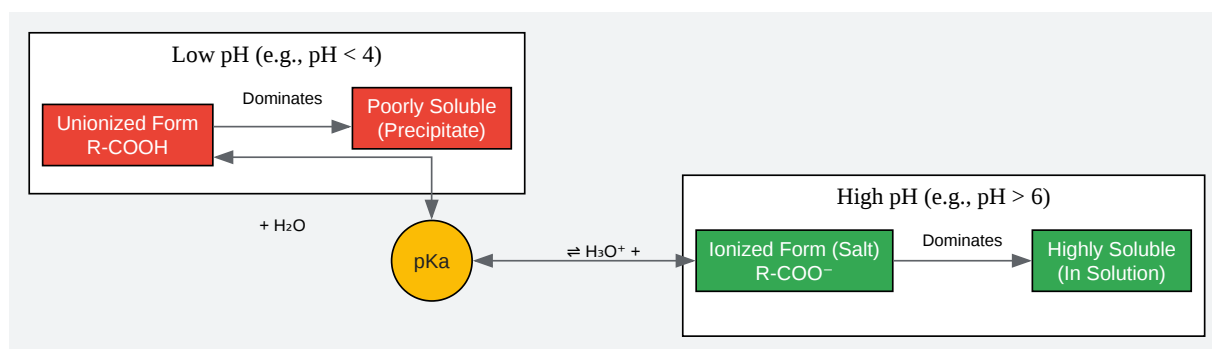 Low pH (e.g., pH < 4)
Dominates
Unionized Form
R-COOH
Poorly Soluble
(Precipitate)
+ H₂O
pKa
⇌ H₃O⁺ +
High pH (e.g., pH > 6)
Ionized Form (Salt)
R-COO⁻
Dominates
Highly Soluble
(In Solution)